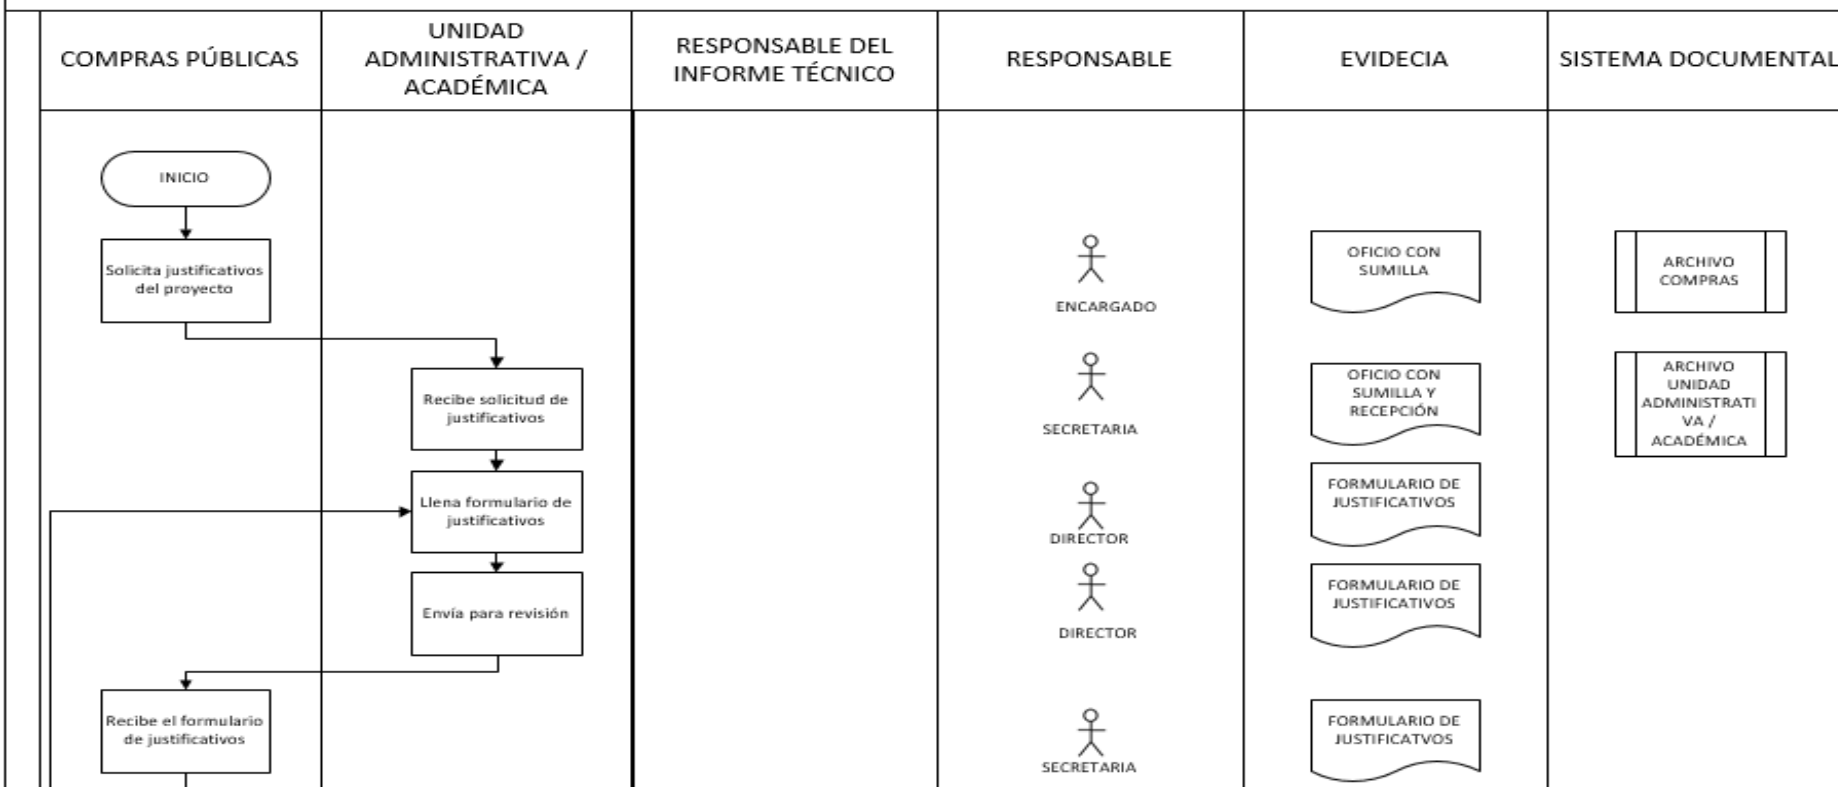 COMPRAS PÚBLICAS
UNIDAD
ADMINISTRATIVA /
ACADÉMICA
RESPONSABLE DEL
INFORME TÉCNICO
RESPONSABLE
EVIDECIA
SISTEMA DOCUMENTAL
INICIO
Solicita justificativos
del proyecto
ENCARGADO
OFICIO CON
SUMILLA
ARCHIVO
COMPRAS
Recibe solicitud de
justificativos
SECRETARIA
OFICIO CON
SUMILLA Y
RECEPCIÓN
ARCHIVO
UNIDAD
ADMINISTRATI
VA /
ACADÉMICA
Llena formulario de
justificativos
DIRECTOR
FORMULARIO DE
JUSTIFICATIVOS
Envía para revisión
DIRECTOR
FORMULARIO DE
JUSTIFICATIVOS
Recibe el formulario
de justificativos
SECRETARIA
FORMULARIO DE
JUSTIFICATVOS